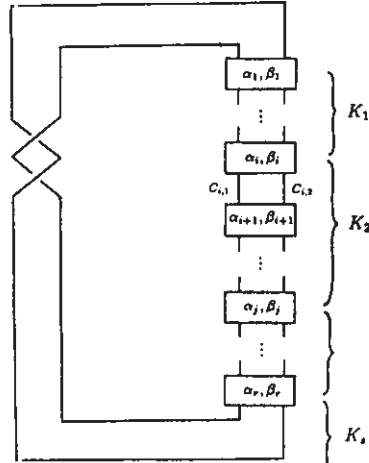 α₁, β₁
⋮
K₁
αᵢ, βᵢ
Cᵢ,₁ Cᵢ,₂
αᵢ₊₁, βᵢ₊₁
K₂
⋮
αⱼ, βⱼ
⋮
αᵣ, βᵣ
Kₛ